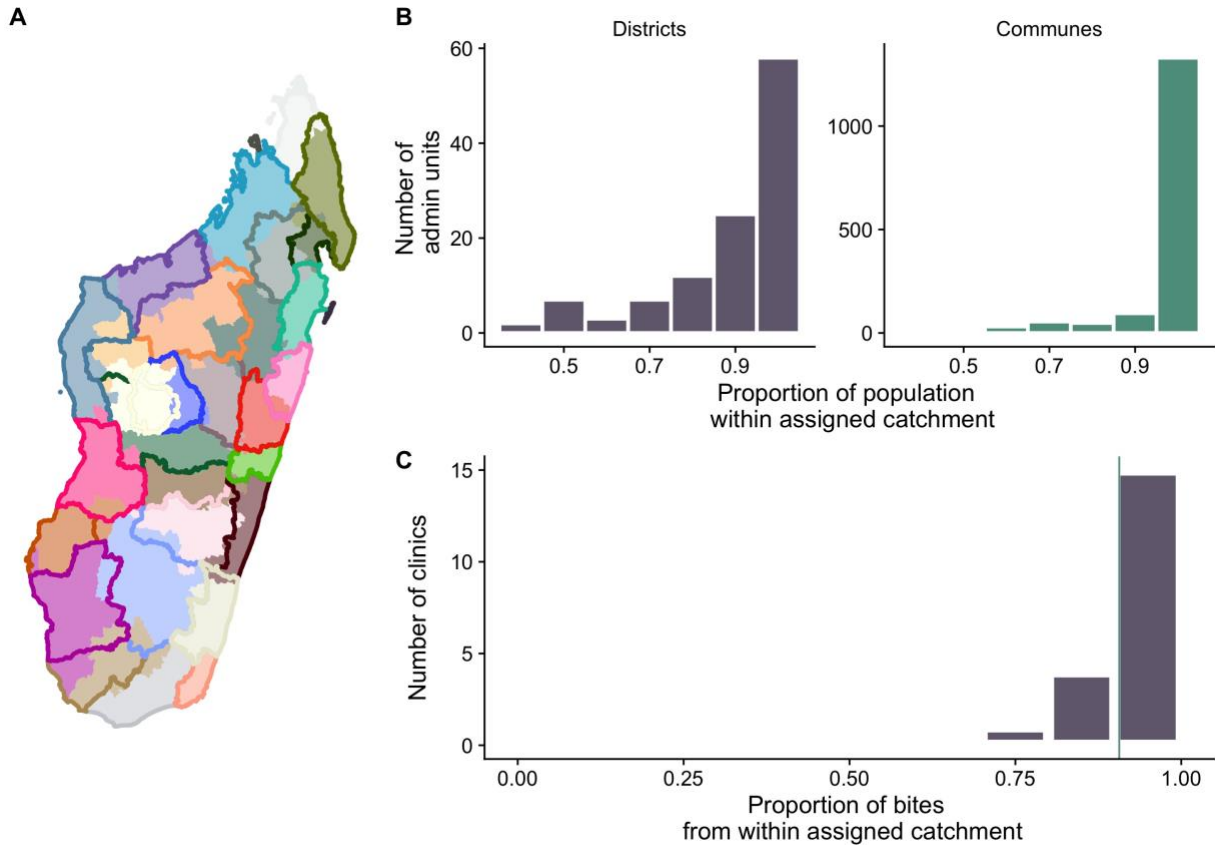 A
B
Districts
Communes
Number of
admin units
60
40
20
0
0.5
0.7
0.9
1000
500
0
0.5
0.7
0.9
Proportion of population
within assigned catchment
C
Number of clinics
15
10
5
0
0.00
0.25
0.50
0.75
1.00
Proportion of bites
from within assigned catchment